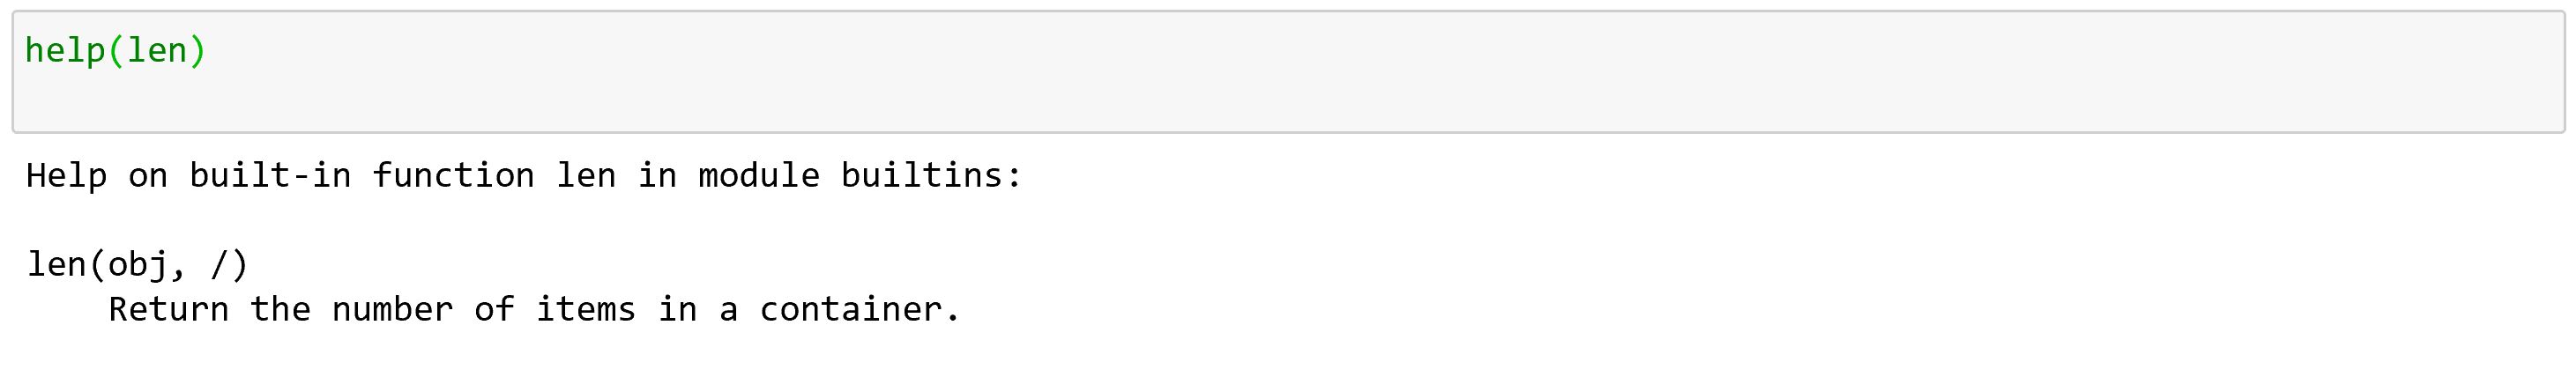 help(len)
Help on built-in function len in module builtins:
len(obj, /)
Return the number of items in a container.